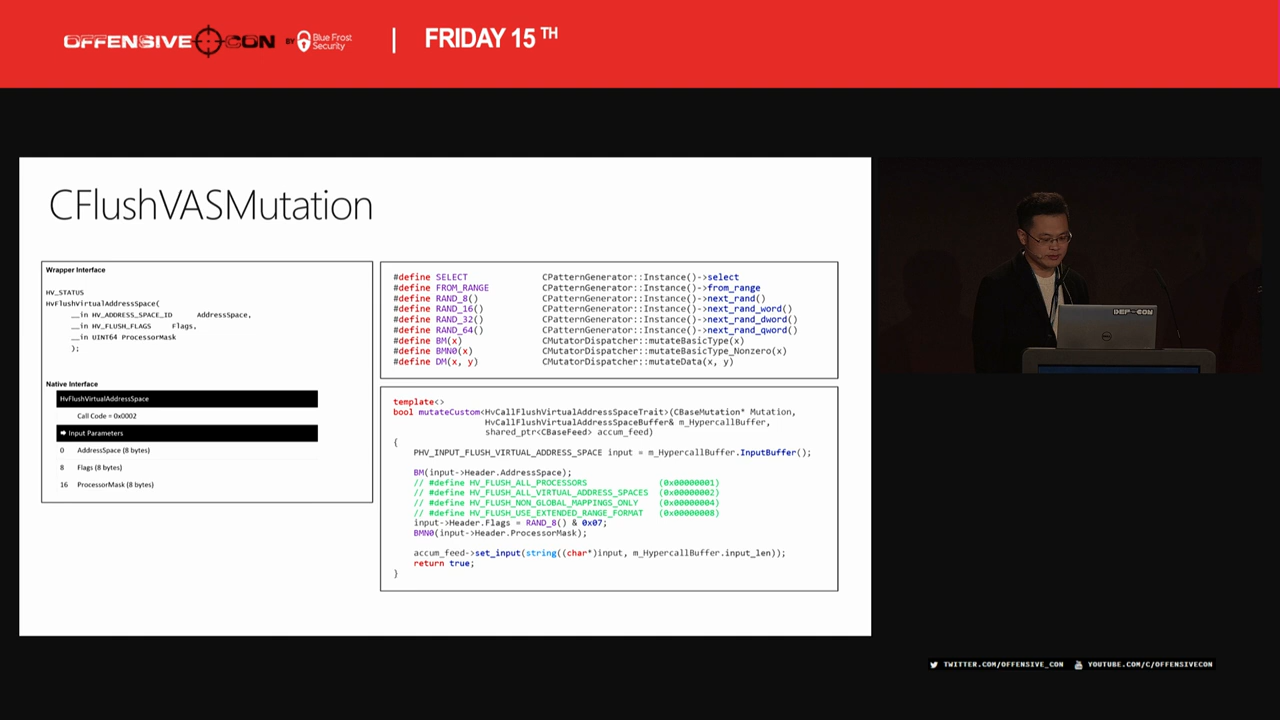 OFFENSIVE CON BY Blue Frost Security | FRIDAY 15 TH
CFlushVASMutation
Wrapper Interface
HV_STATUS
HvFlushVirtualAddressSpace(
__in HV_ADDRESS_SPACE_ID AddressSpace,
__in HV_FLUSH_FLAGS Flags,
__in UINT64 ProcessorMask
);
Native Interface
HvFlushVirtualAddressSpace
Call Code = 0x0002
Input Parameters
0 AddressSpace (8 bytes)
8 Flags (8 bytes)
16 ProcessorMask (8 bytes)
#define SELECT CPatternGenerator::Instance()->select
#define FROM_RANGE CPatternGenerator::Instance()->from_range
#define RAND_8() CPatternGenerator::Instance()->next_rand()
#define RAND_16() CPatternGenerator::Instance()->next_rand_word()
#define RAND_32() CPatternGenerator::Instance()->next_rand_dword()
#define RAND_64() CPatternGenerator::Instance()->next_rand_qword()
#define BM(x) CMutatorDispatcher::mutateBasicType(x)
#define BMN0(x) CMutatorDispatcher::mutateBasicType_Nonzero(x)
#define DM(x, y) CMutatorDispatcher::mutateData(x, y)
template<>
bool mutateCustom<HvCallFlushVirtualAddressSpaceTrait>(CBaseMutation* Mutation,
HvCallFlushVirtualAddressSpaceBuffer& m_HypercallBuffer,
shared_ptr<CBaseFeed> accum_feed)
{
PHV_INPUT_FLUSH_VIRTUAL_ADDRESS_SPACE input = m_HypercallBuffer.InputBuffer();
BM(input->Header.AddressSpace);
// #define HV_FLUSH_ALL_PROCESSORS (0x00000001)
// #define HV_FLUSH_ALL_VIRTUAL_ADDRESS_SPACES (0x00000002)
// #define HV_FLUSH_NON_GLOBAL_MAPPINGS_ONLY (0x00000004)
// #define HV_FLUSH_USE_EXTENDED_RANGE_FORMAT (0x00000008)
input->Header.Flags = RAND_8() & 0x07;
BMN0(input->Header.ProcessorMask);
accum_feed->set_input(string((char*)input, m_HypercallBuffer.input_len));
return true;
}
DEP-CON
DELL
TWITTER.COM/OFFENSIVE_CON YOUTUBE.COM/C/OFFENSIVECON